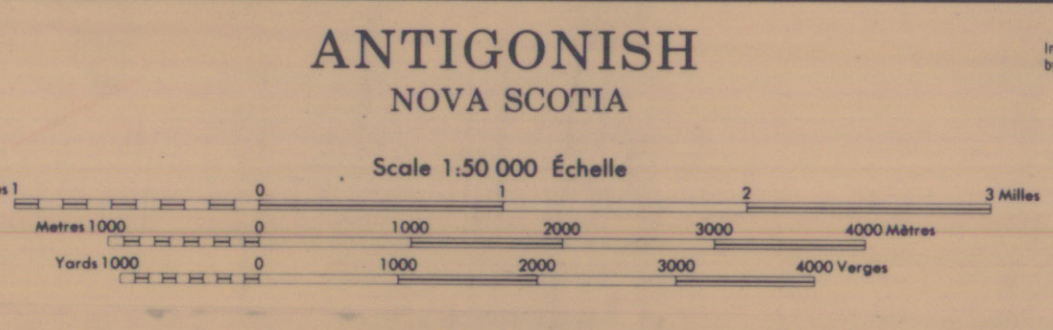 ANTIGONISH
NOVA SCOTIA
Scale 1:50 000 Échelle
1 0 1 2 3 Milles
Metres 1000 0 1000 2000 3000 4000 Mètres
Yards 1000 0 1000 2000 3000 4000 Verges